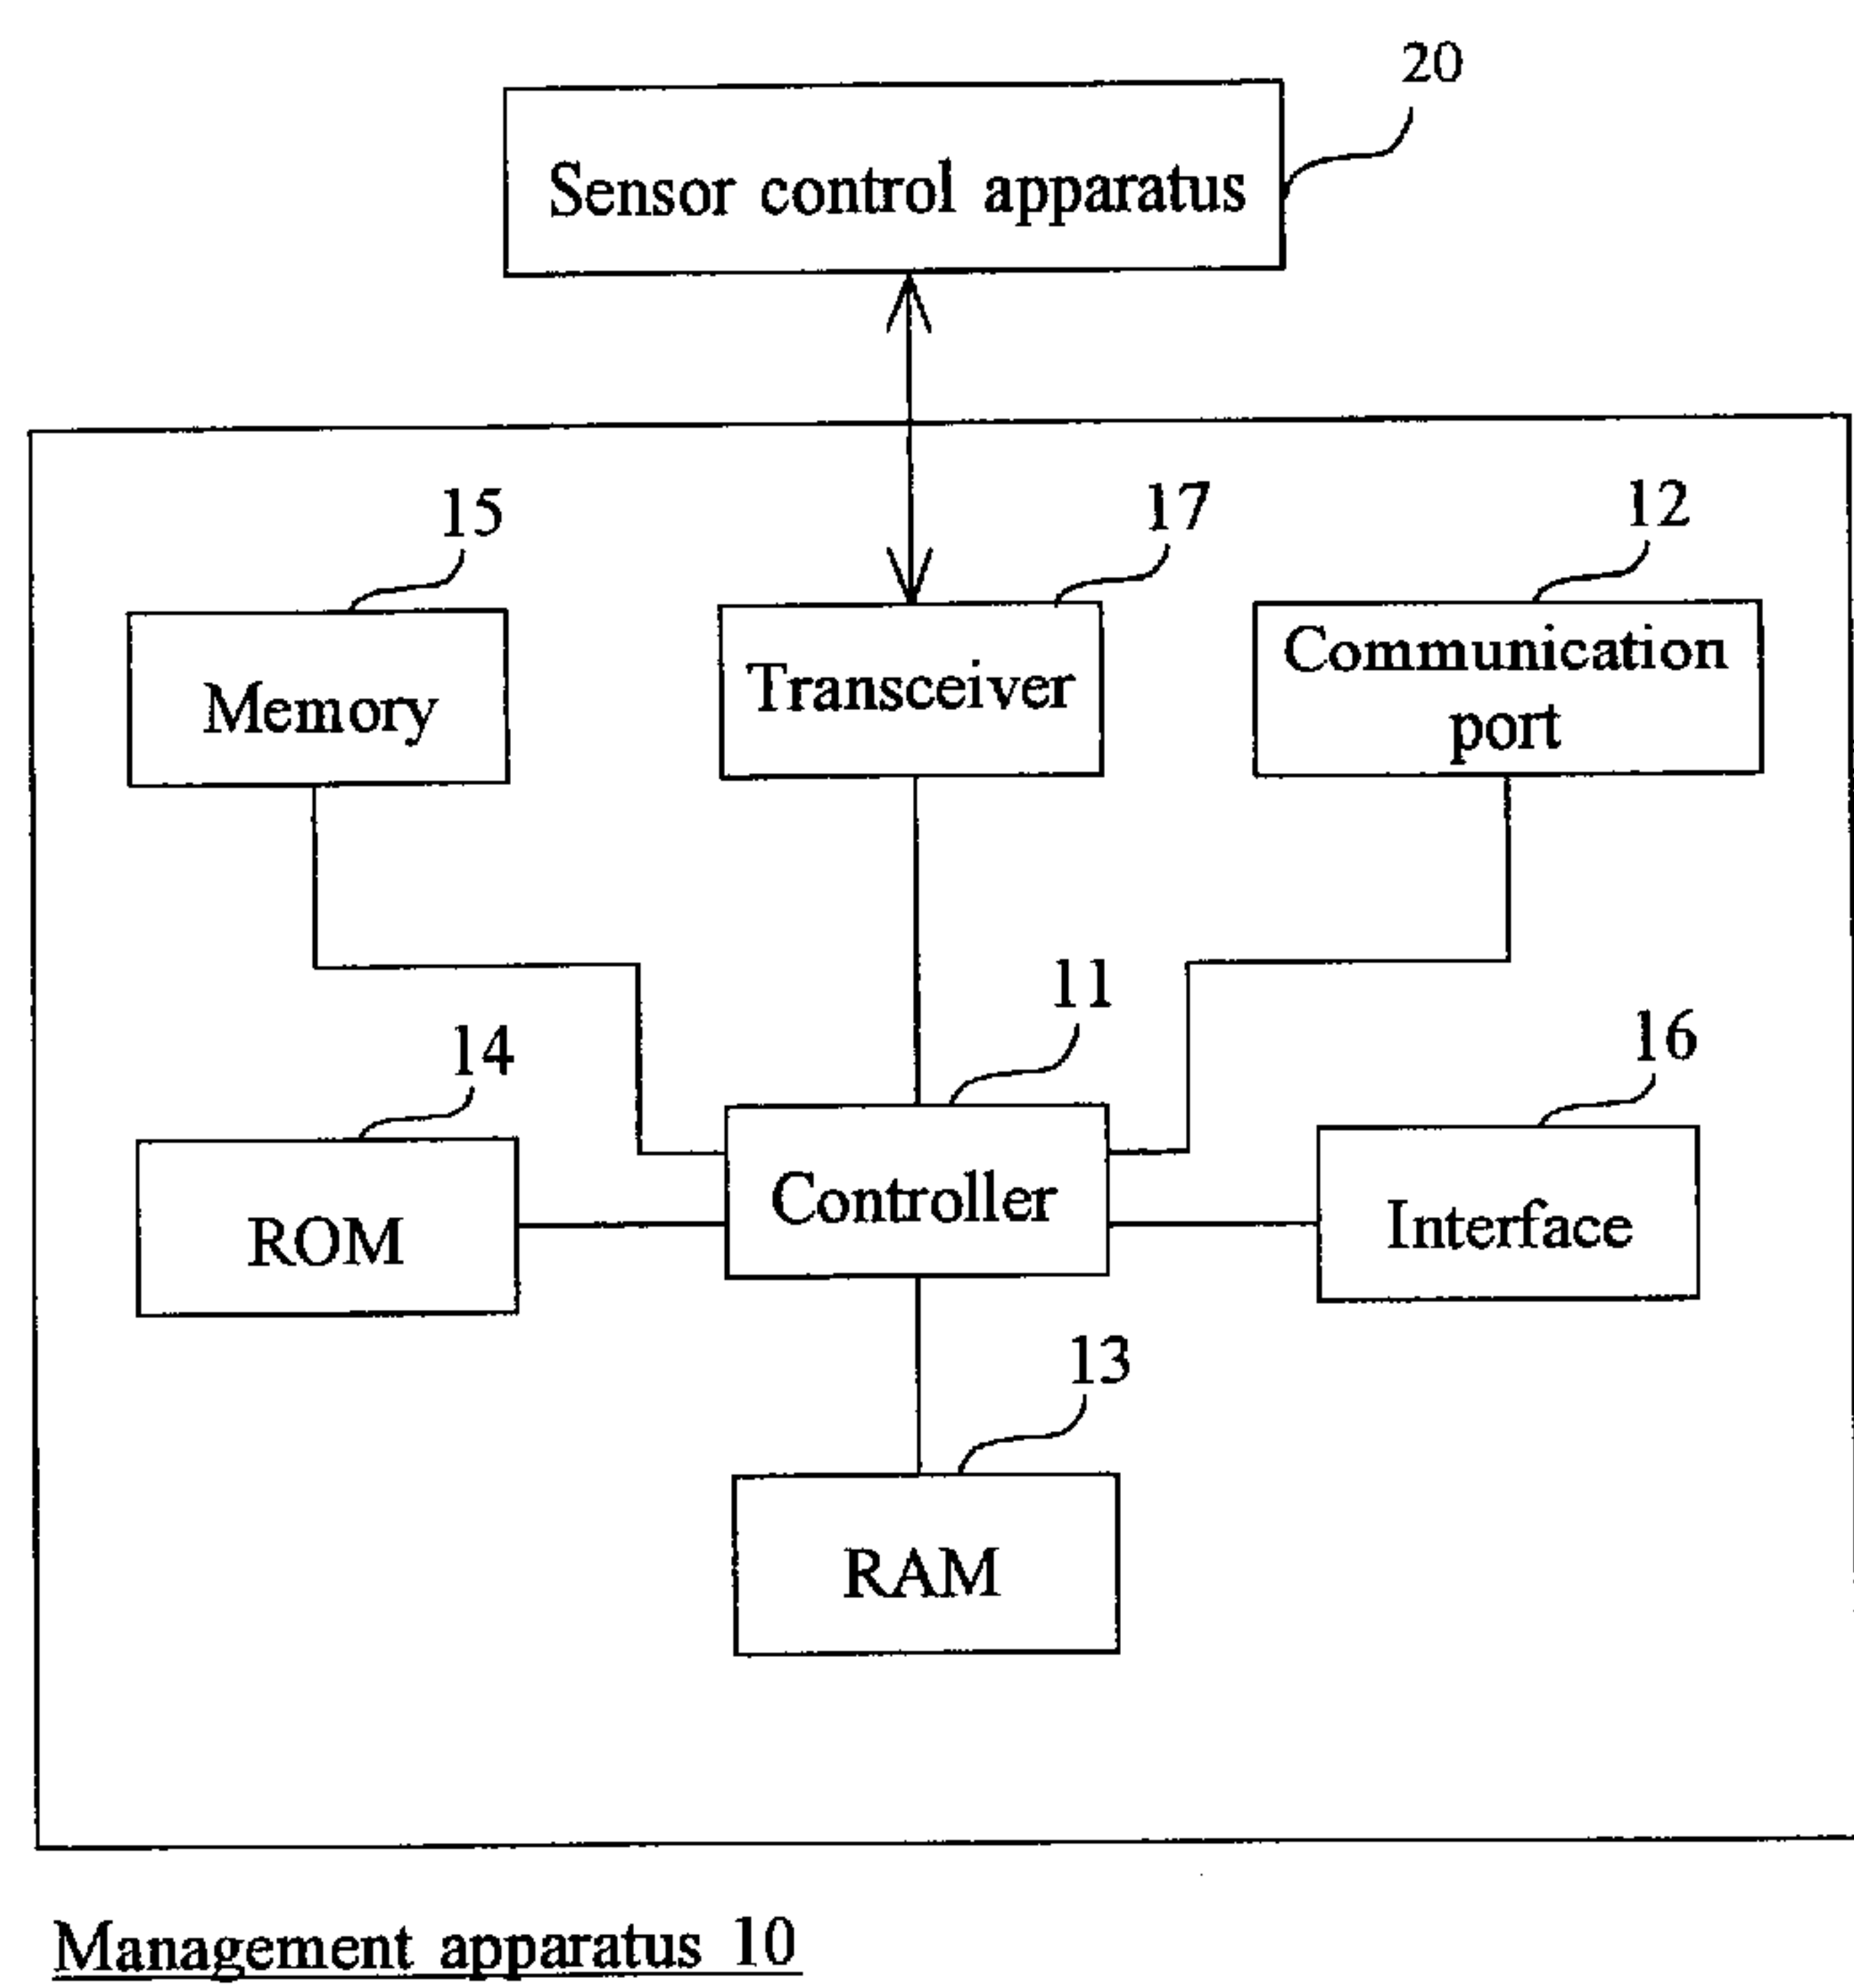 20
Sensor control apparatus
15
17
12
Memory
Transceiver
Communication
port
11
14
16
Controller
ROM
Interface
13
RAM
Management apparatus 10